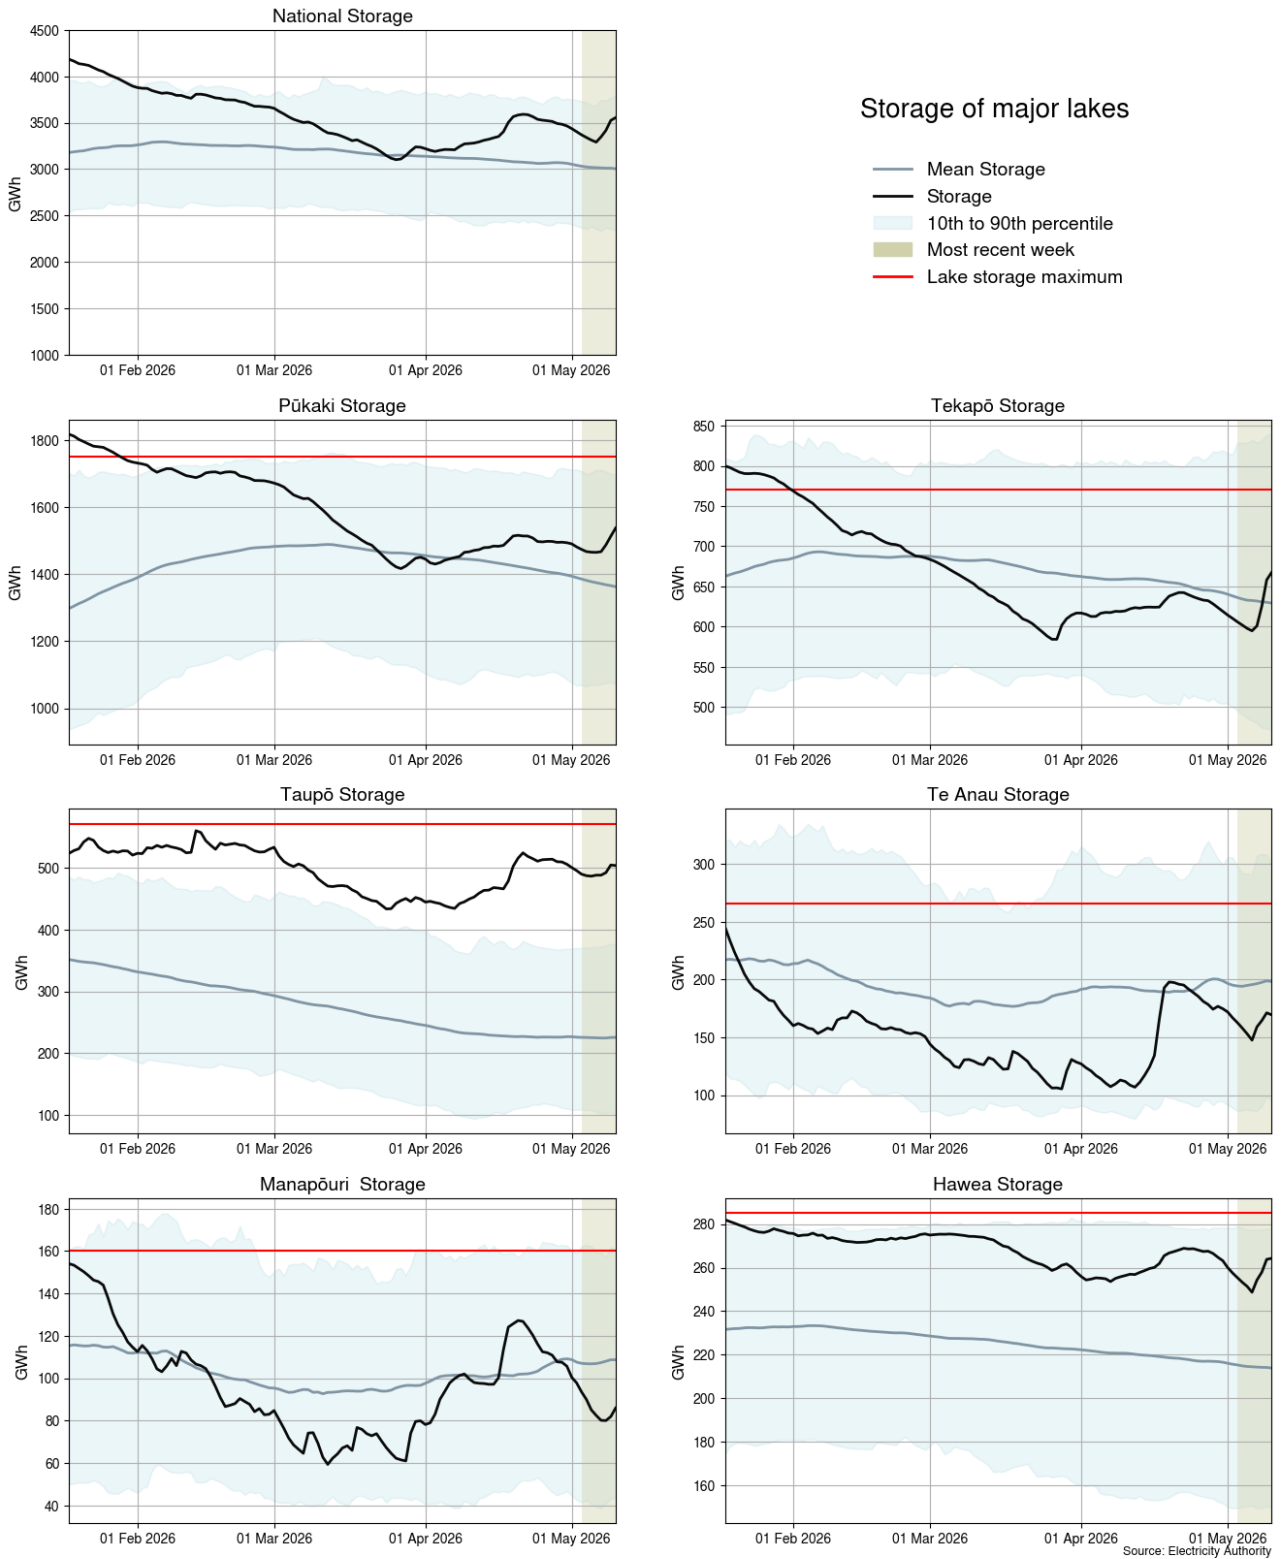 National Storage
4500
4000
3500
3000
2500
2000
1500
1000
GWh
01 Feb 2026 01 Mar 2026 01 Apr 2026 01 May 2026
Storage of major lakes
Mean Storage
Storage
10th to 90th percentile
Most recent week
Lake storage maximum
Pūkaki Storage
1800
1600
1400
1200
1000
GWh
01 Feb 2026 01 Mar 2026 01 Apr 2026 01 May 2026
Tekapō Storage
850
800
750
700
650
600
550
500
GWh
01 Feb 2026 01 Mar 2026 01 Apr 2026 01 May 2026
Taupō Storage
500
400
300
200
100
GWh
01 Feb 2026 01 Mar 2026 01 Apr 2026 01 May 2026
Te Anau Storage
300
250
200
150
100
GWh
01 Feb 2026 01 Mar 2026 01 Apr 2026 01 May 2026
Manapōuri  Storage
180
160
140
120
100
80
60
40
GWh
01 Feb 2026 01 Mar 2026 01 Apr 2026 01 May 2026
Hawea Storage
280
260
240
220
200
180
160
GWh
01 Feb 2026 01 Mar 2026 01 Apr 2026 01 May 2026
Source: Electricity Authority